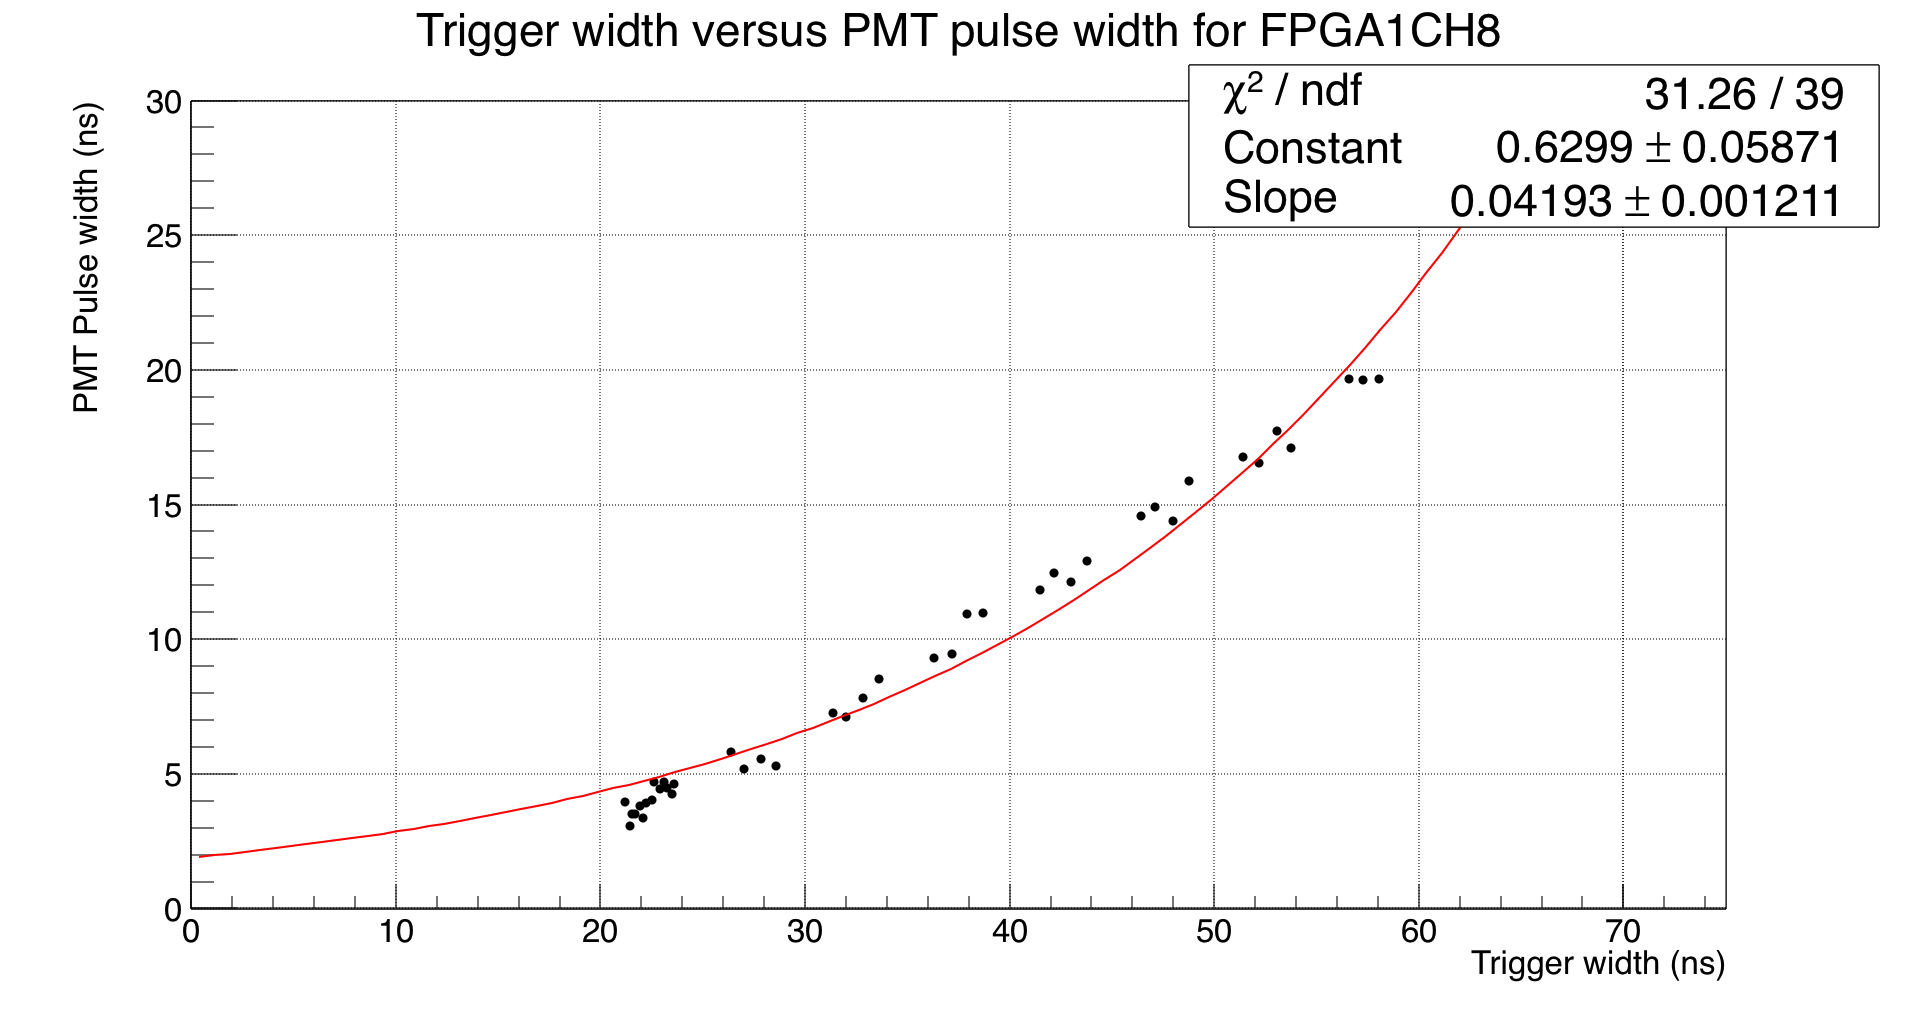 Trigger width versus PMT pulse width for FPGA1CH8
χ² / ndf 31.26 / 39
Constant 0.6299 ± 0.05871
Slope 0.04193 ± 0.001211
PMT Pulse width (ns)
30
25
20
15
10
5
0
0 10 20 30 40 50 60 70
Trigger width (ns)